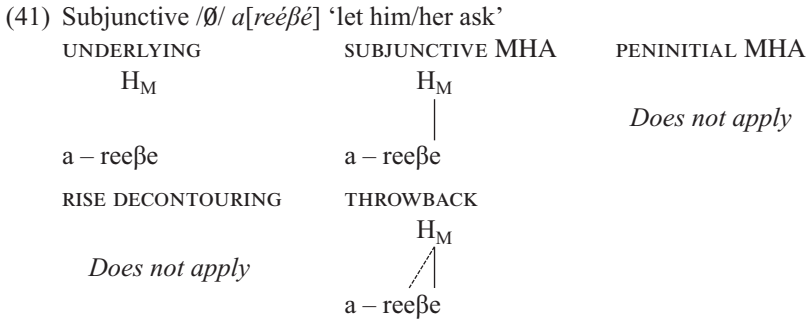 (41) Subjunctive /Ø/ a[reéβé] ‘let him/her ask’
UNDERLYING SUBJUNCTIVE MHA PENINITIAL MHA
H_M H_M
Does not apply
a – reeβe a – reeβe
RISE DECONTOURING THROWBACK
H_M
Does not apply
a – reeβe